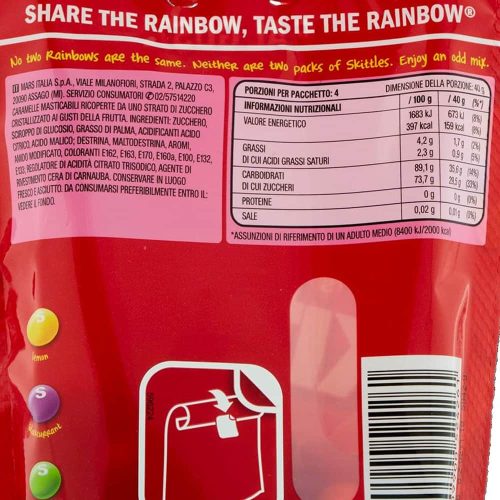 SHARE THE RAINBOW, TASTE THE RAINBOW®
No two Rainbows are the same. Neither are two packs of Skittles. Enjoy an odd mix.
MARS ITALIA S.p.A., VIALE MILANOFIORI, STRADA 2, PALAZZO C3,
20090 ASSAGO (MI). SERVIZIO CONSUMATORI ✆02/57514220
CARAMELLE MASTICABILI RICOPERTE DA UNO STRATO DI ZUCCHERO
CRISTALLIZZATO AI GUSTI DELLA FRUTTA. INGREDIENTI: ZUCCHERO,
SCIROPPO DI GLUCOSIO, GRASSO DI PALMA, ACIDIFICANTI ACIDO
CITRICO, ACIDO MALICO; DESTRINA, MALTODESTRINA, AROMI,
AMIDO MODIFICATO, COLORANTI E162, E163, E170, E160a, E100, E132,
E133; REGOLATORE DI ACIDITÀ CITRATO TRISODICO, AGENTE DI
RIVESTIMENTO CERA DI CARNAUBA. CONSERVARE IN LUOGO
FRESCO E ASCIUTTO. DA CONSUMARSI PREFERIBILMENTE ENTRO IL:
VEDERE IL FONDO.
PORZIONI PER PACCHETTO: 4 DIMENSIONE DELLA PORZIONE: 40 g
INFORMAZIONI NUTRIZIONALI / 100 g / 40 g (%*)
VALORE ENERGETICO 1683 kJ 673 kJ (8%)
397 kcal 159 kcal (8%)
GRASSI 4,2 g 1,7 g (2%)
DI CUI ACIDI GRASSI SATURI 2,3 g 0,9 g (5%)
CARBOIDRATI 89,1 g 35,6 g (14%)
DI CUI ZUCCHERI 73,7 g 29,5 g (33%)
PROTEINE 0 g 0 g (0%)
SALE 0,02 g 0,01 g (0%)
*ASSUNZIONI DI RIFERIMENTO DI UN ADULTO MEDIO (8400 kJ/2000 kcal)
S
Lemon
S
Blackcurrant
S